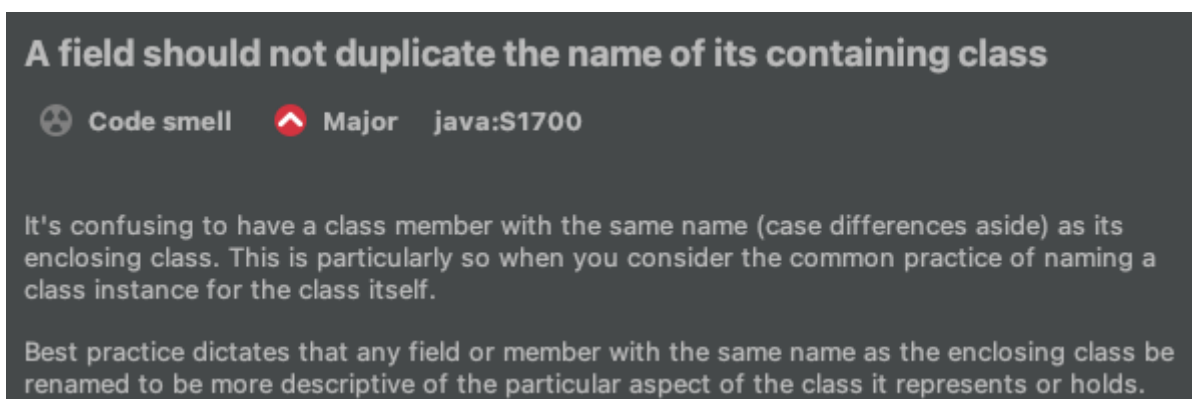 A field should not duplicate the name of its containing class
Code smell Major java:S1700
It's confusing to have a class member with the same name (case differences aside) as its
enclosing class. This is particularly so when you consider the common practice of naming a
class instance for the class itself.
Best practice dictates that any field or member with the same name as the enclosing class be
renamed to be more descriptive of the particular aspect of the class it represents or holds.